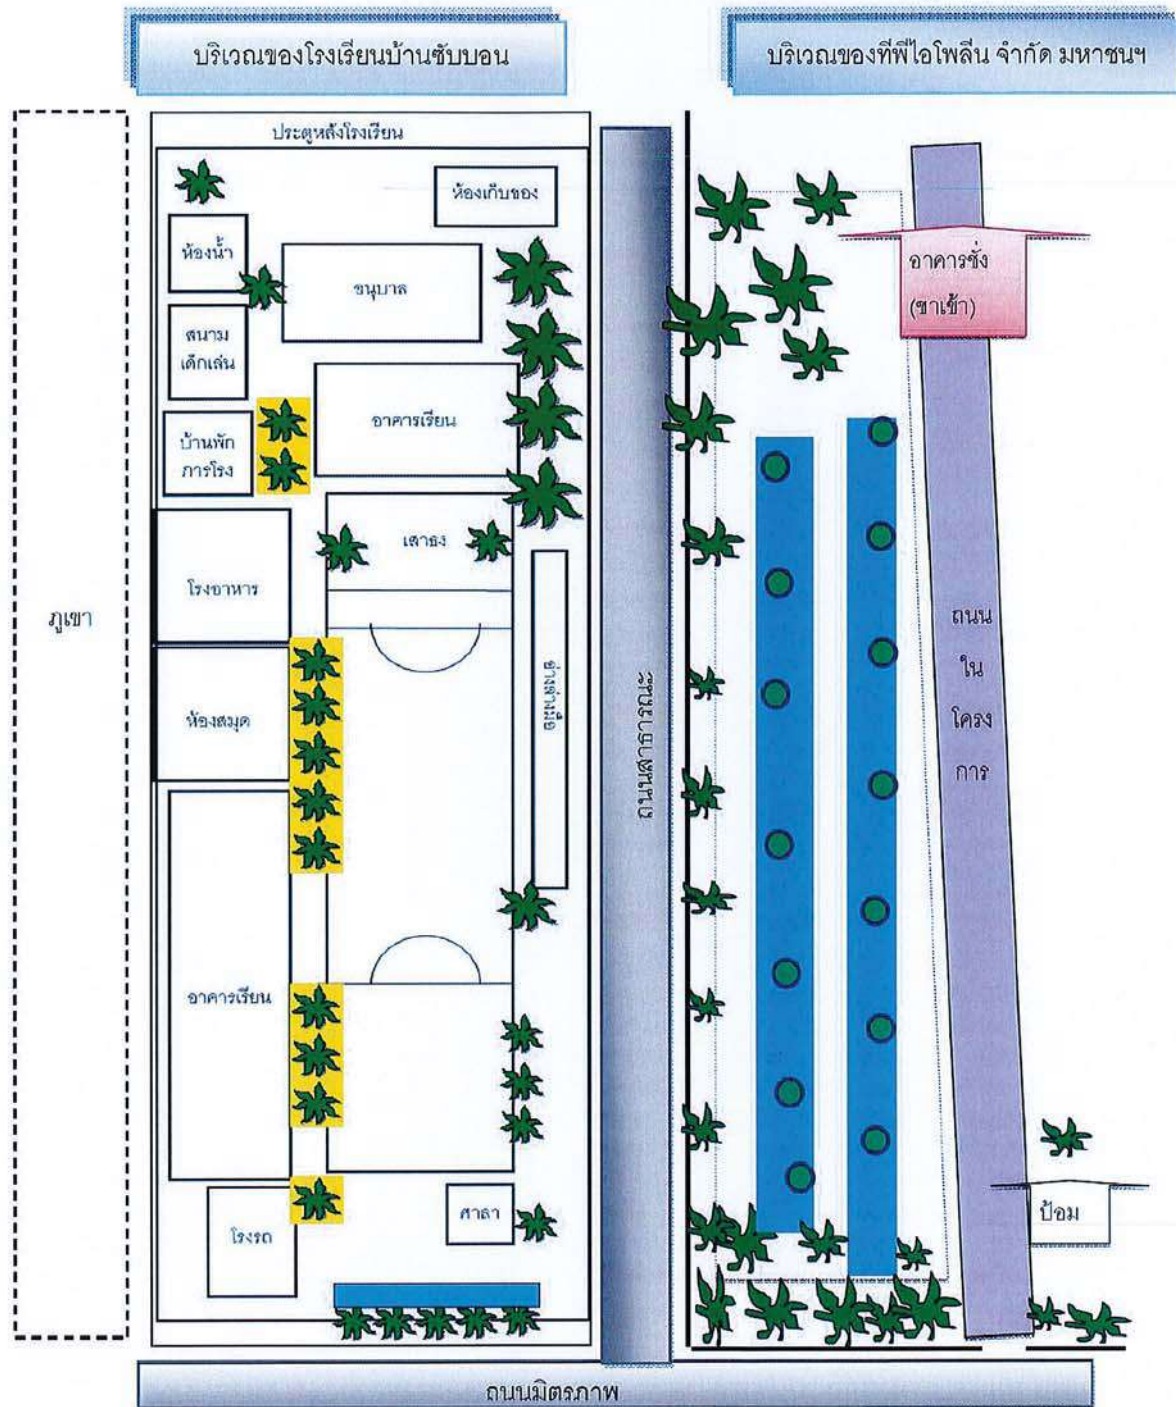 บริเวณของโรงเรียนบ้านซับบอน
บริเวณของทีพีไอโพลีน จำกัด มหาชนฯ
ประตูหลังโรงเรียน
ห้องเก็บของ
ห้องน้ำ
อนุบาล
สนาม
เด็กเล่น
อาคารเรียน
บ้านพัก
ภารโรง
เสาธง
โรงอาหาร
ภูเขา
ห้องสมุด
อ่างล้างมือ
ถนนสาธารณะ
อาคารเรียน
โรงรถ
ศาลา
อาคารชั่ง
(ขาเข้า)
ถนน
ใน
โครง
การ
ป้อม
ถนนมิตรภาพ